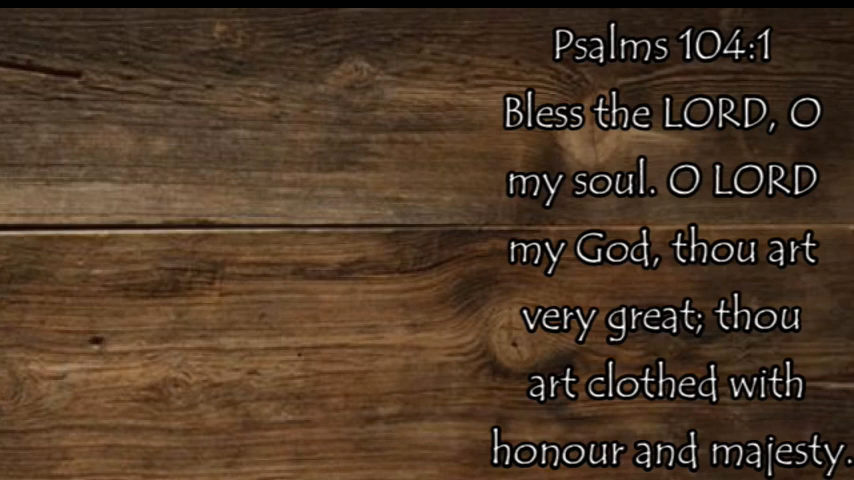 Psalms 104:1
Bless the LORD, O
my soul. O LORD
my God, thou art
very great; thou
art clothed with
honour and majesty.